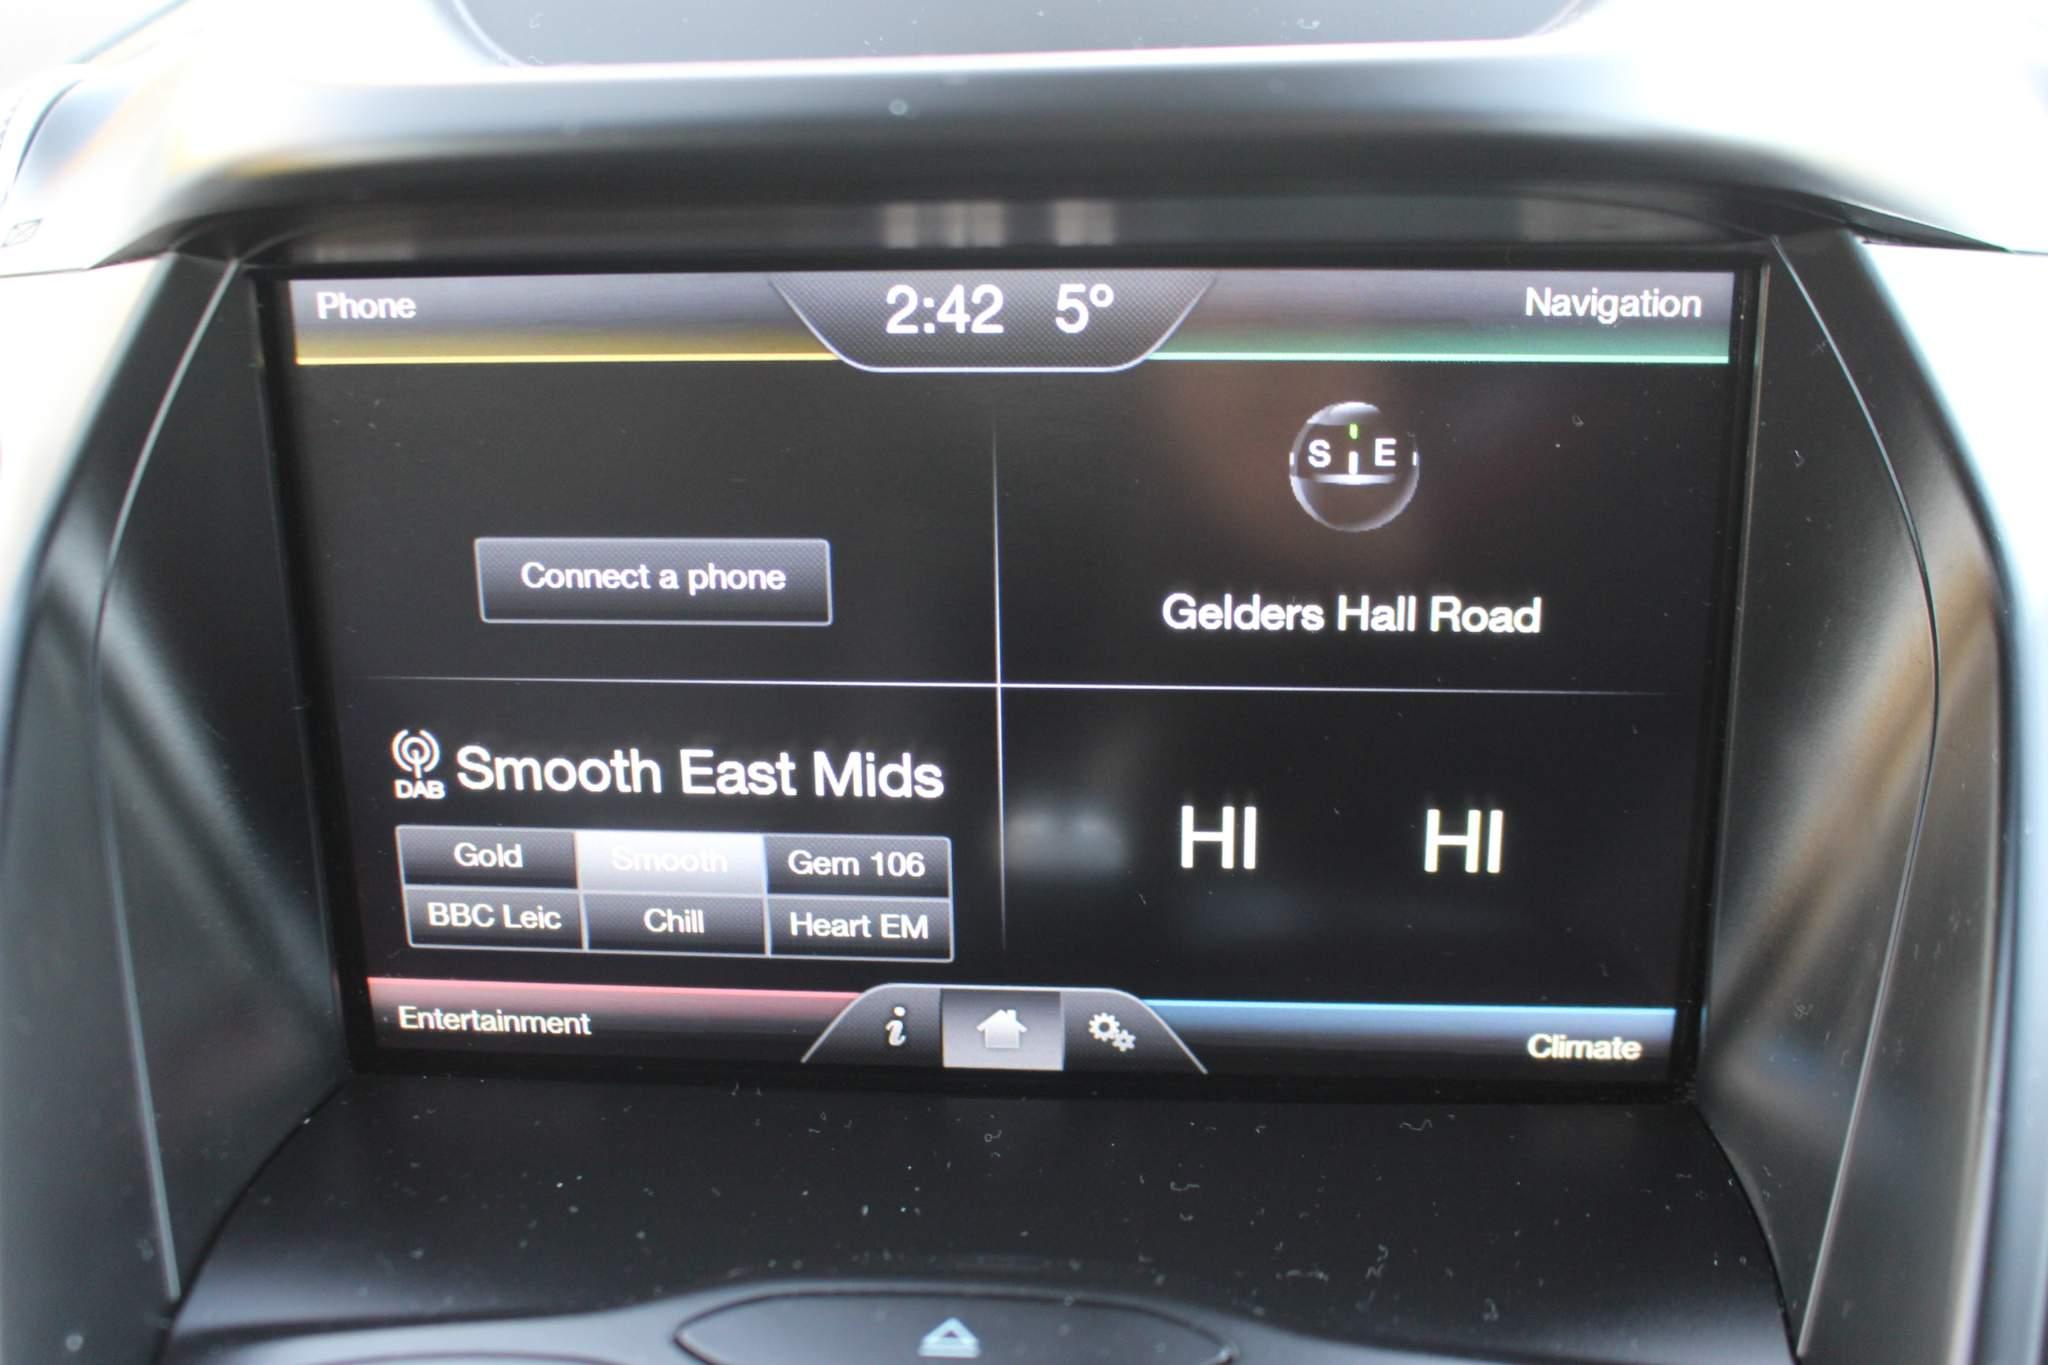 Phone
2:42 5°
Navigation
S E
Connect a phone
Gelders Hall Road
DAB
Smooth East Mids
Gold Smooth Gem 106
BBC Leic Chill Heart EM
HI HI
Entertainment
i
Climate